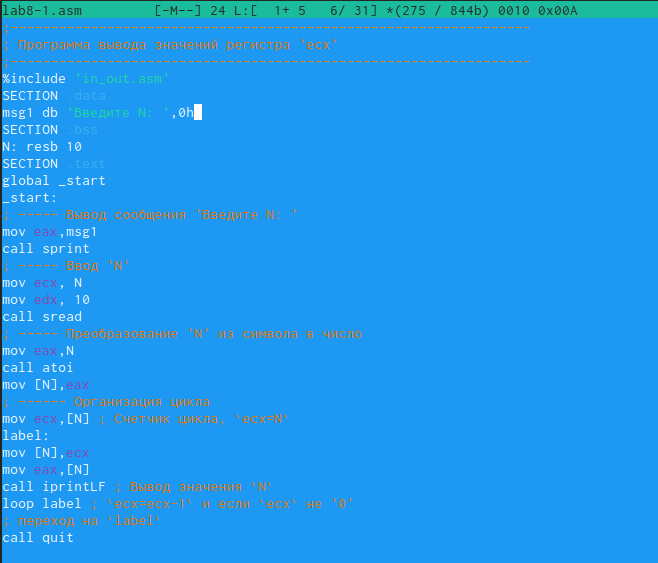 lab8-1.asm [-M--] 24 L:[ 1+ 5 6/ 31] *(275 / 844b) 0010 0x00A
;------------------------------------------------------------
; Программа вывода значений регистра 'ecx'
;------------------------------------------------------------
%include 'in_out.asm'
SECTION .data
msg1 db 'Введите N: ',0h
SECTION .bss
N: resb 10
SECTION .text
global _start
_start:
; ----- Вывод сообщения 'Введите N: '
mov eax,msg1
call sprint
; ----- Ввод 'N'
mov ecx, N
mov edx, 10
call sread
; ----- Преобразование 'N' из символа в число
mov eax,N
call atoi
mov [N],eax
; ------ Организация цикла
mov ecx,[N] ; Счетчик цикла, \ecx=N\
label:
mov [N],ecx
mov eax,[N]
call iprintLF ; Вывод значения \N\
loop label ; \ecx=ecx-1\ и если \ecx\ не '0'
; переход на \label\
call quit